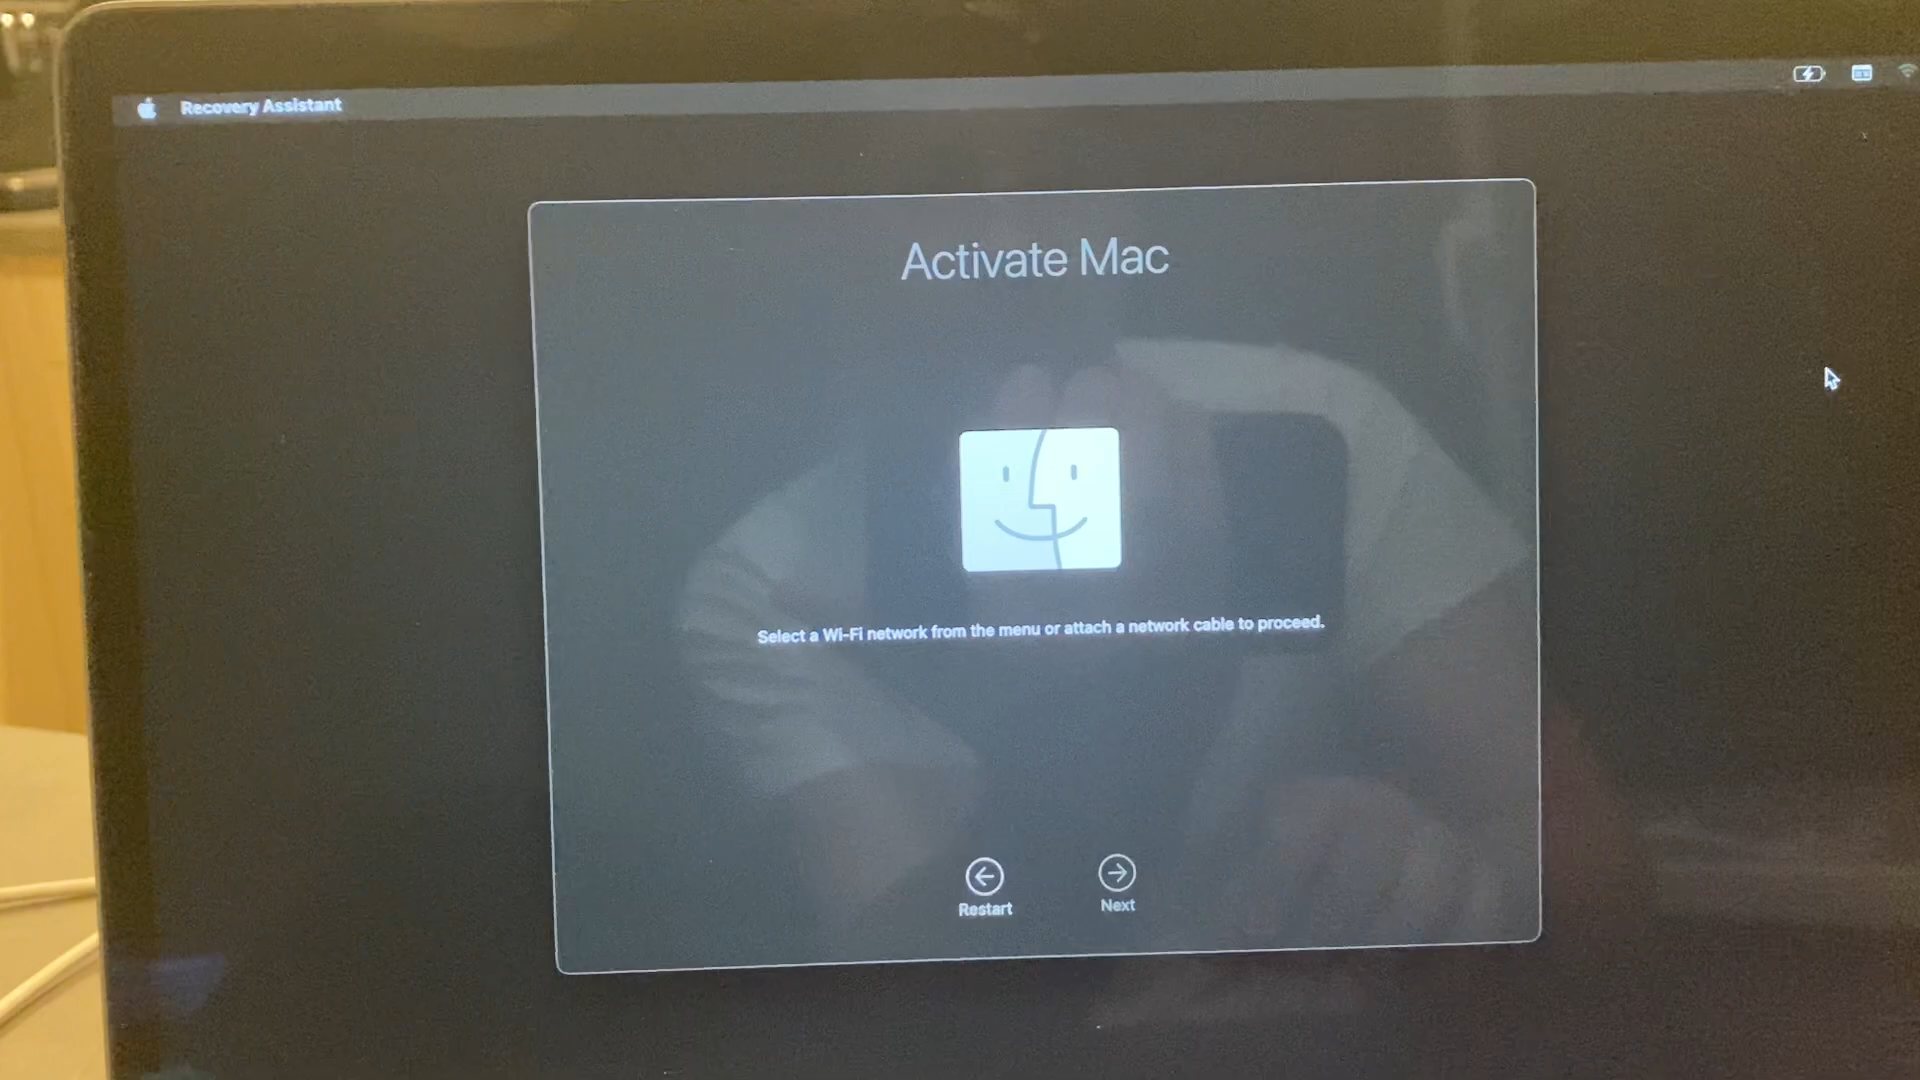 Recovery Assistant
Activate Mac
Select a Wi-Fi network from the menu or attach a network cable to proceed.
Restart
Next